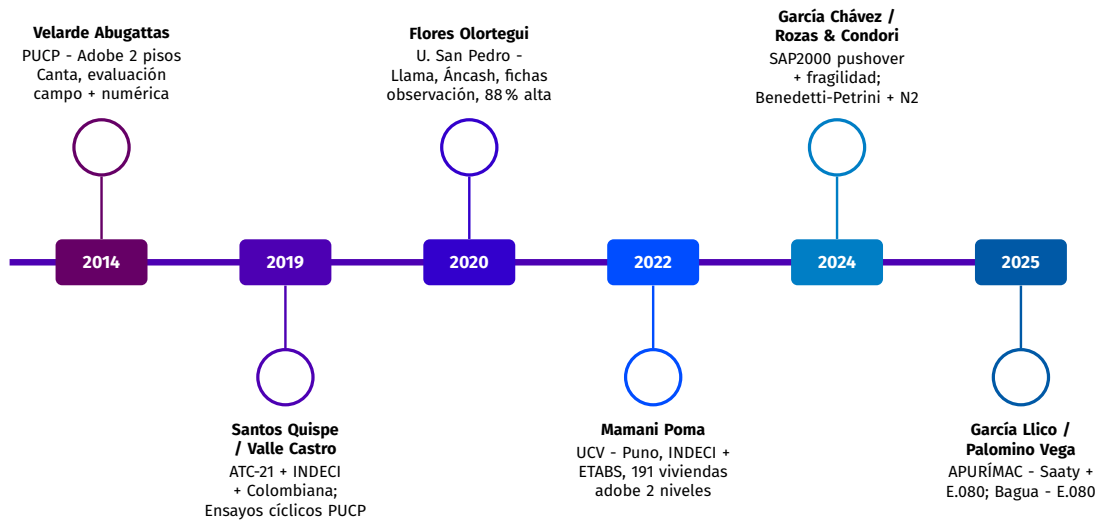 Velarde Abugattas
PUCP - Adobe 2 pisos
Canta, evaluación
campo + numérica
Flores Olortegui
U. San Pedro -
Llama, Áncash, fichas
observación, 88 % alta
García Chávez /
Rozas & Condori
SAP2000 pushover
+ fragilidad;
Benedetti-Petrini + N2
2014
2019
2020
2022
2024
2025
Santos Quispe
/ Valle Castro
ATC-21 + INDECI
+ Colombiana;
Ensayos cíclicos PUCP
Mamani Poma
UCV - Puno, INDECI +
ETABS, 191 viviendas
adobe 2 niveles
García Llico /
Palomino Vega
APURÍMAC - Saaty +
E.080; Bagua - E.080